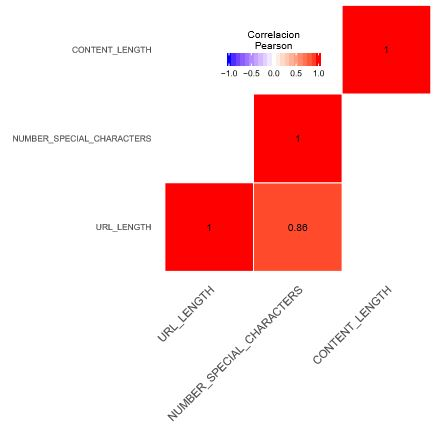 Correlacion
Pearson
-1.0 -0.5 0.0 0.5 1.0
CONTENT_LENGTH
1
NUMBER_SPECIAL_CHARACTERS
1
URL_LENGTH
1
0.86
URL_LENGTH
NUMBER_SPECIAL_CHARACTERS
CONTENT_LENGTH